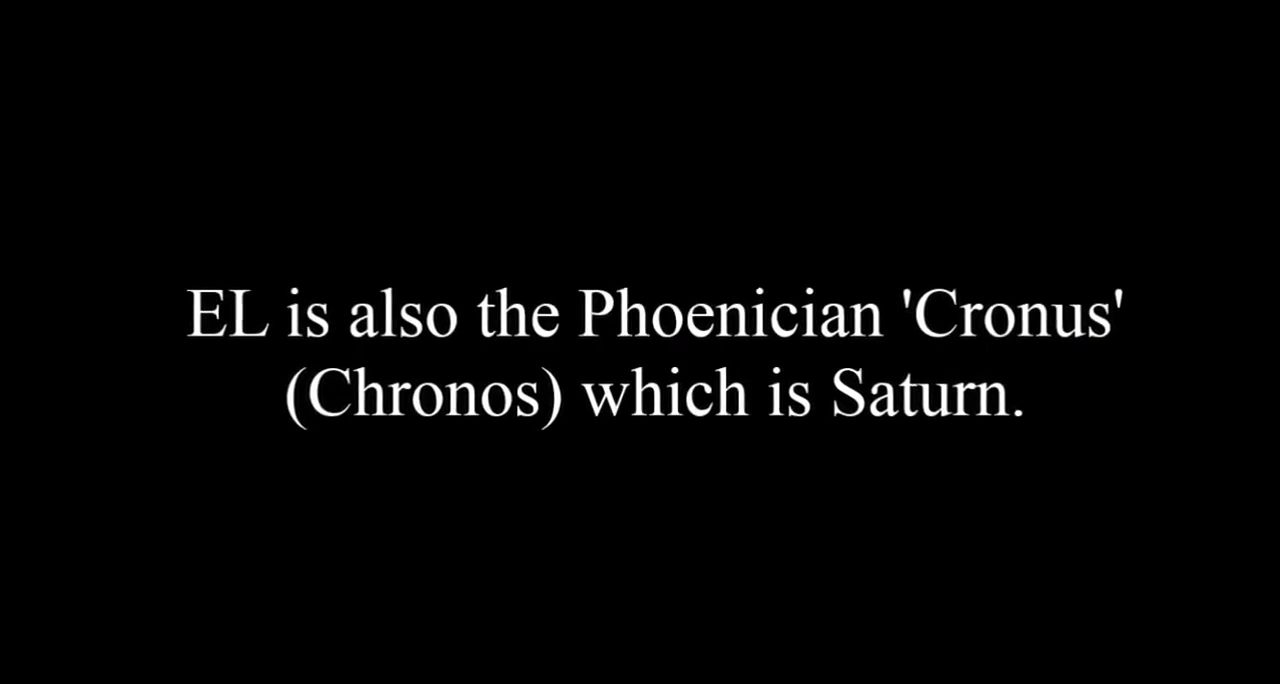 EL is also the Phoenician 'Cronus'
(Chronos) which is Saturn.